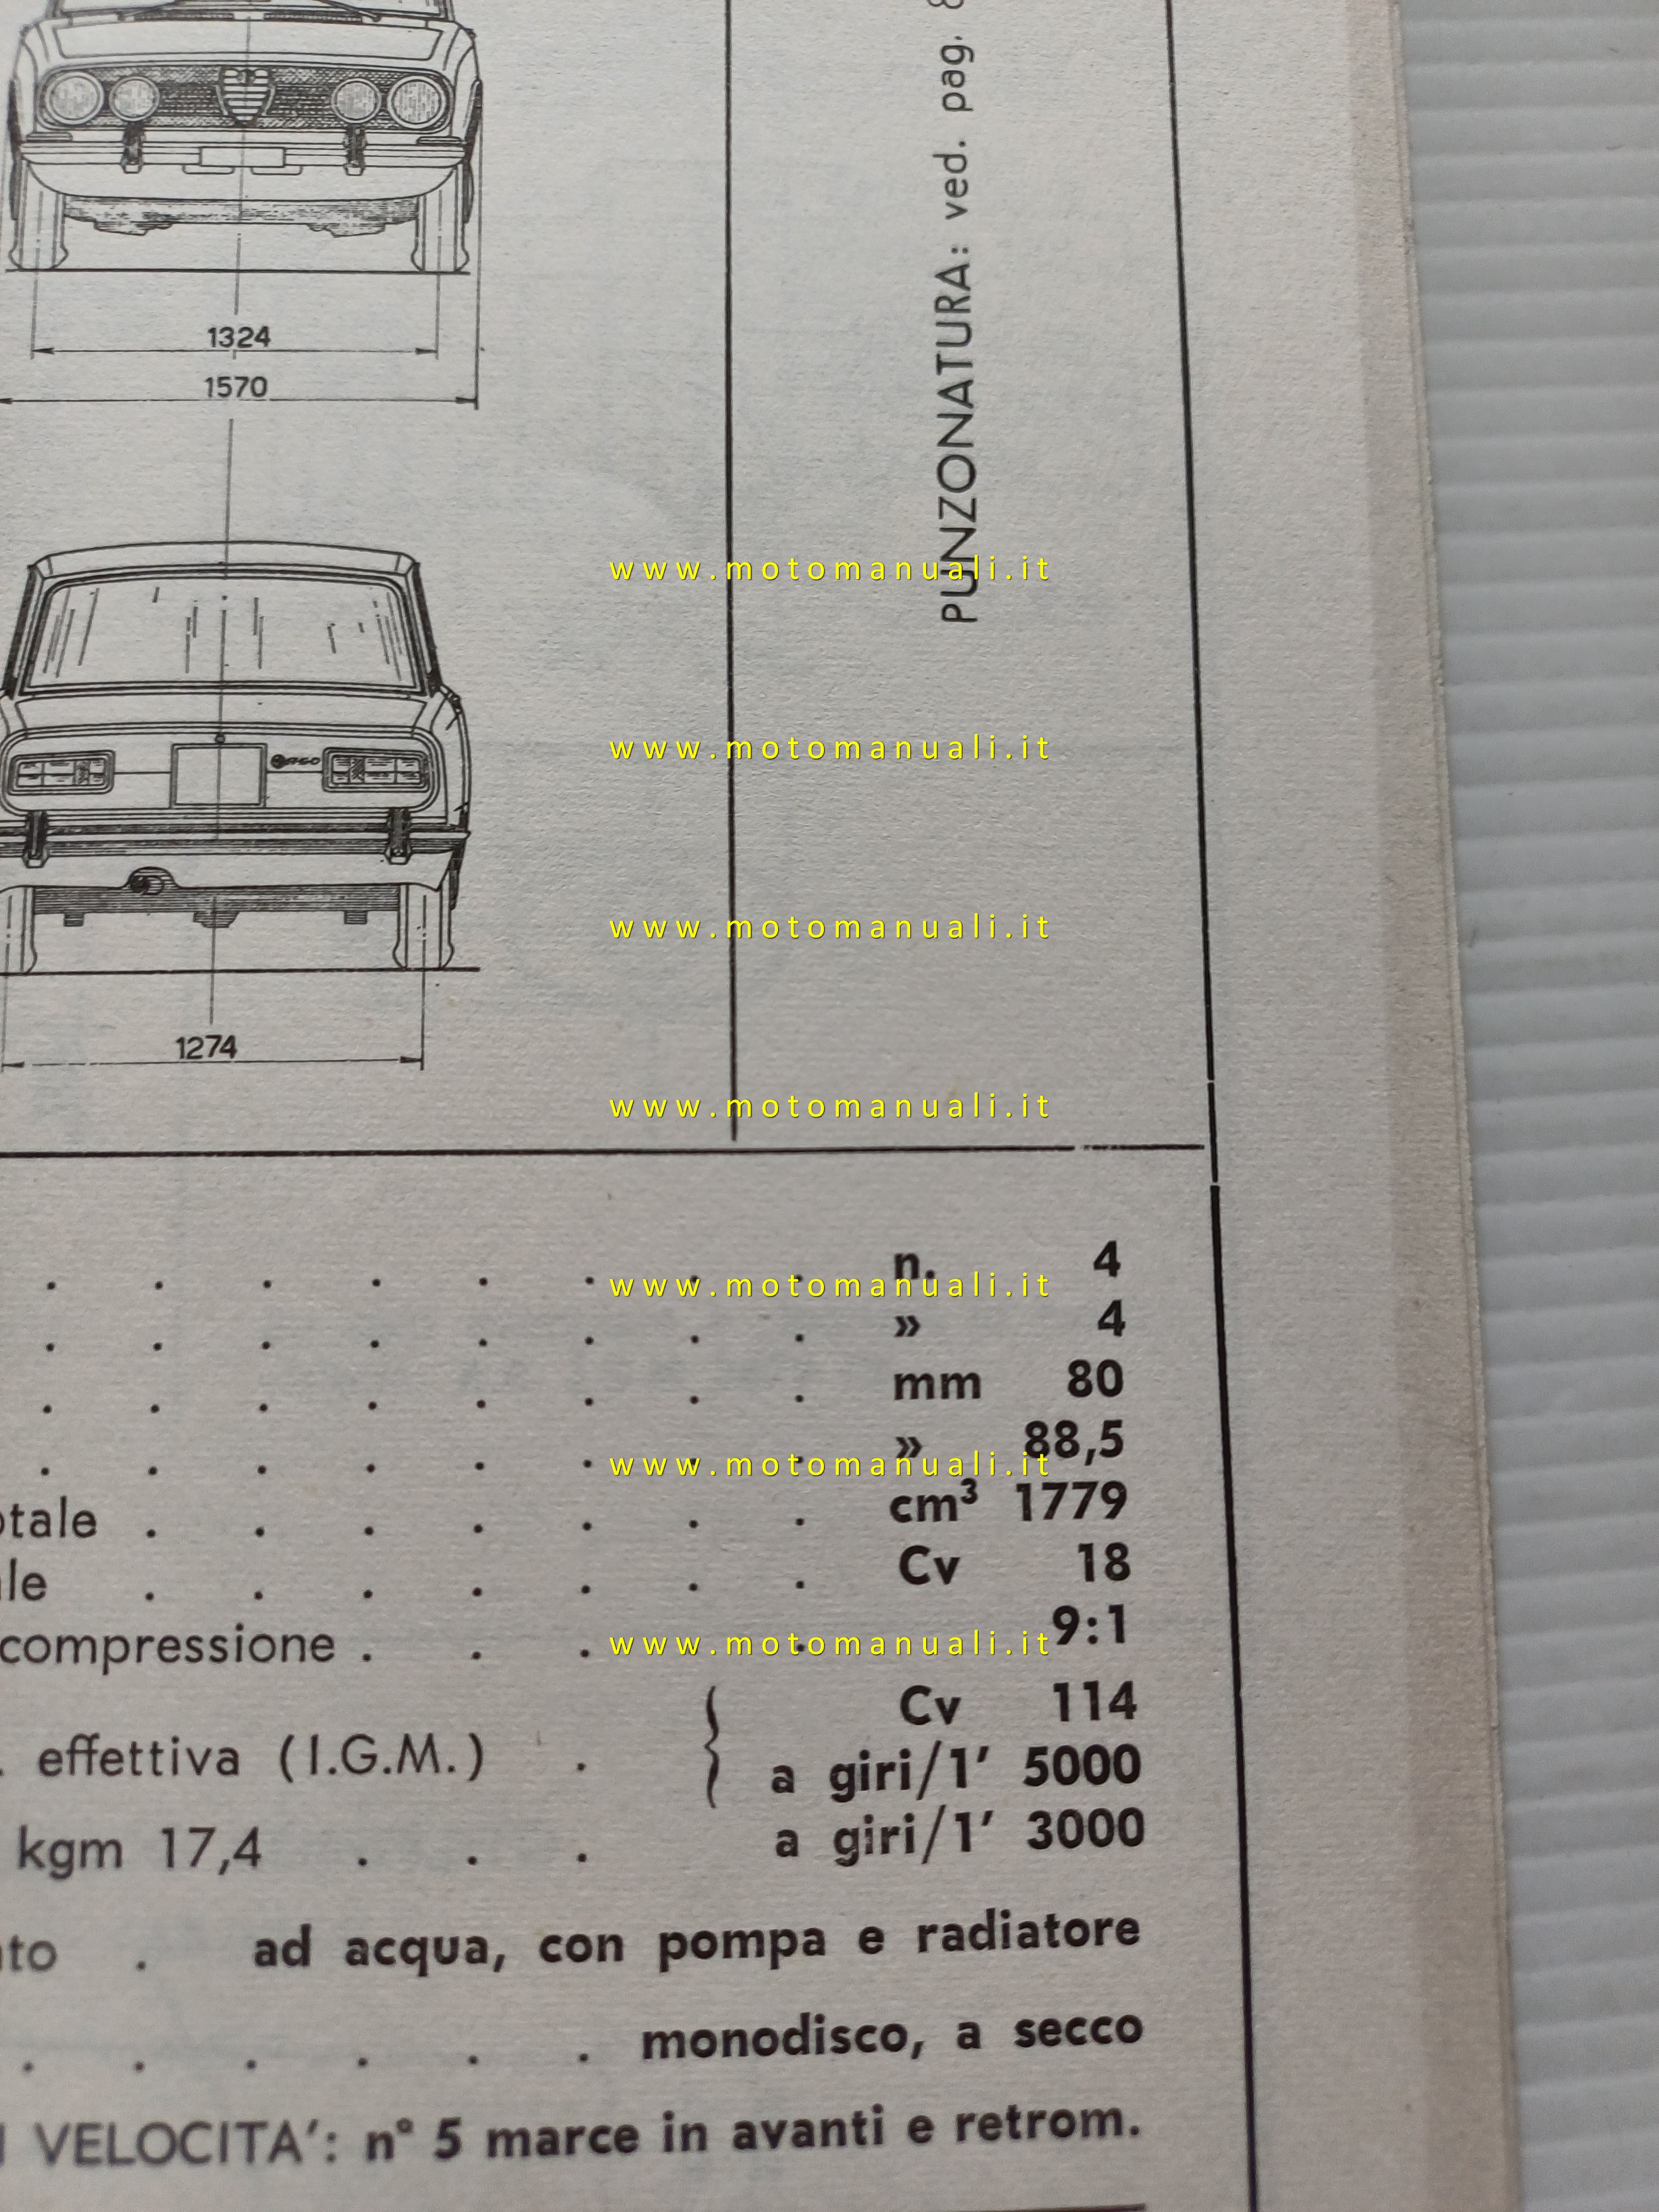 1324
1570
PUNZONATURA: ved. pag. 8
www.motomanuali.it
www.motomanuali.it
www.motomanuali.it
1274
www.motomanuali.it
. . . . . . . . n. 4
www.motomanuali.it
. . . . . . . . » 4
. . . . . . . . mm 80
. . . . . . . . » 88,5
www.motomanuali.it
otale . . . . . . . cm³ 1779
le . . . . . . . Cv 18
compressione . . . . . 9:1
www.motomanuali.it
. effettiva (I.G.M.) . { Cv 114
a giri/1' 5000
kgm 17,4 . . . a giri/1' 3000
nto . ad acqua, con pompa e radiatore
. . . . . . monodisco, a secco
I VELOCITA': n° 5 marce in avanti e retrom.